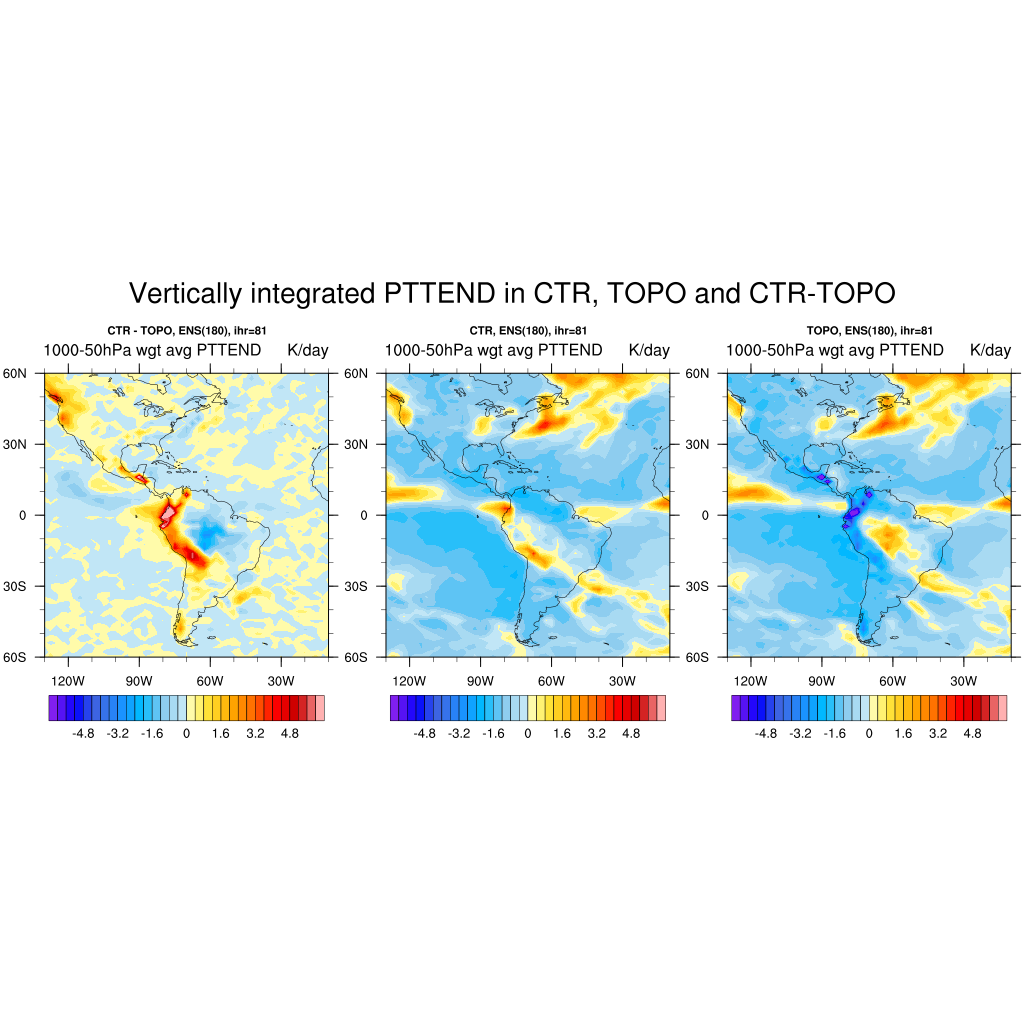 Vertically integrated PTTEND in CTR, TOPO and CTR-TOPO
CTR - TOPO, ENS(180), ihr=81
1000-50hPa wgt avg PTTEND K/day
60N
30N
0
30S
60S
120W 90W 60W 30W
-4.8 -3.2 -1.6 0 1.6 3.2 4.8
CTR, ENS(180), ihr=81
1000-50hPa wgt avg PTTEND K/day
60N
30N
0
30S
60S
120W 90W 60W 30W
-4.8 -3.2 -1.6 0 1.6 3.2 4.8
TOPO, ENS(180), ihr=81
1000-50hPa wgt avg PTTEND K/day
60N
30N
0
30S
60S
120W 90W 60W 30W
-4.8 -3.2 -1.6 0 1.6 3.2 4.8